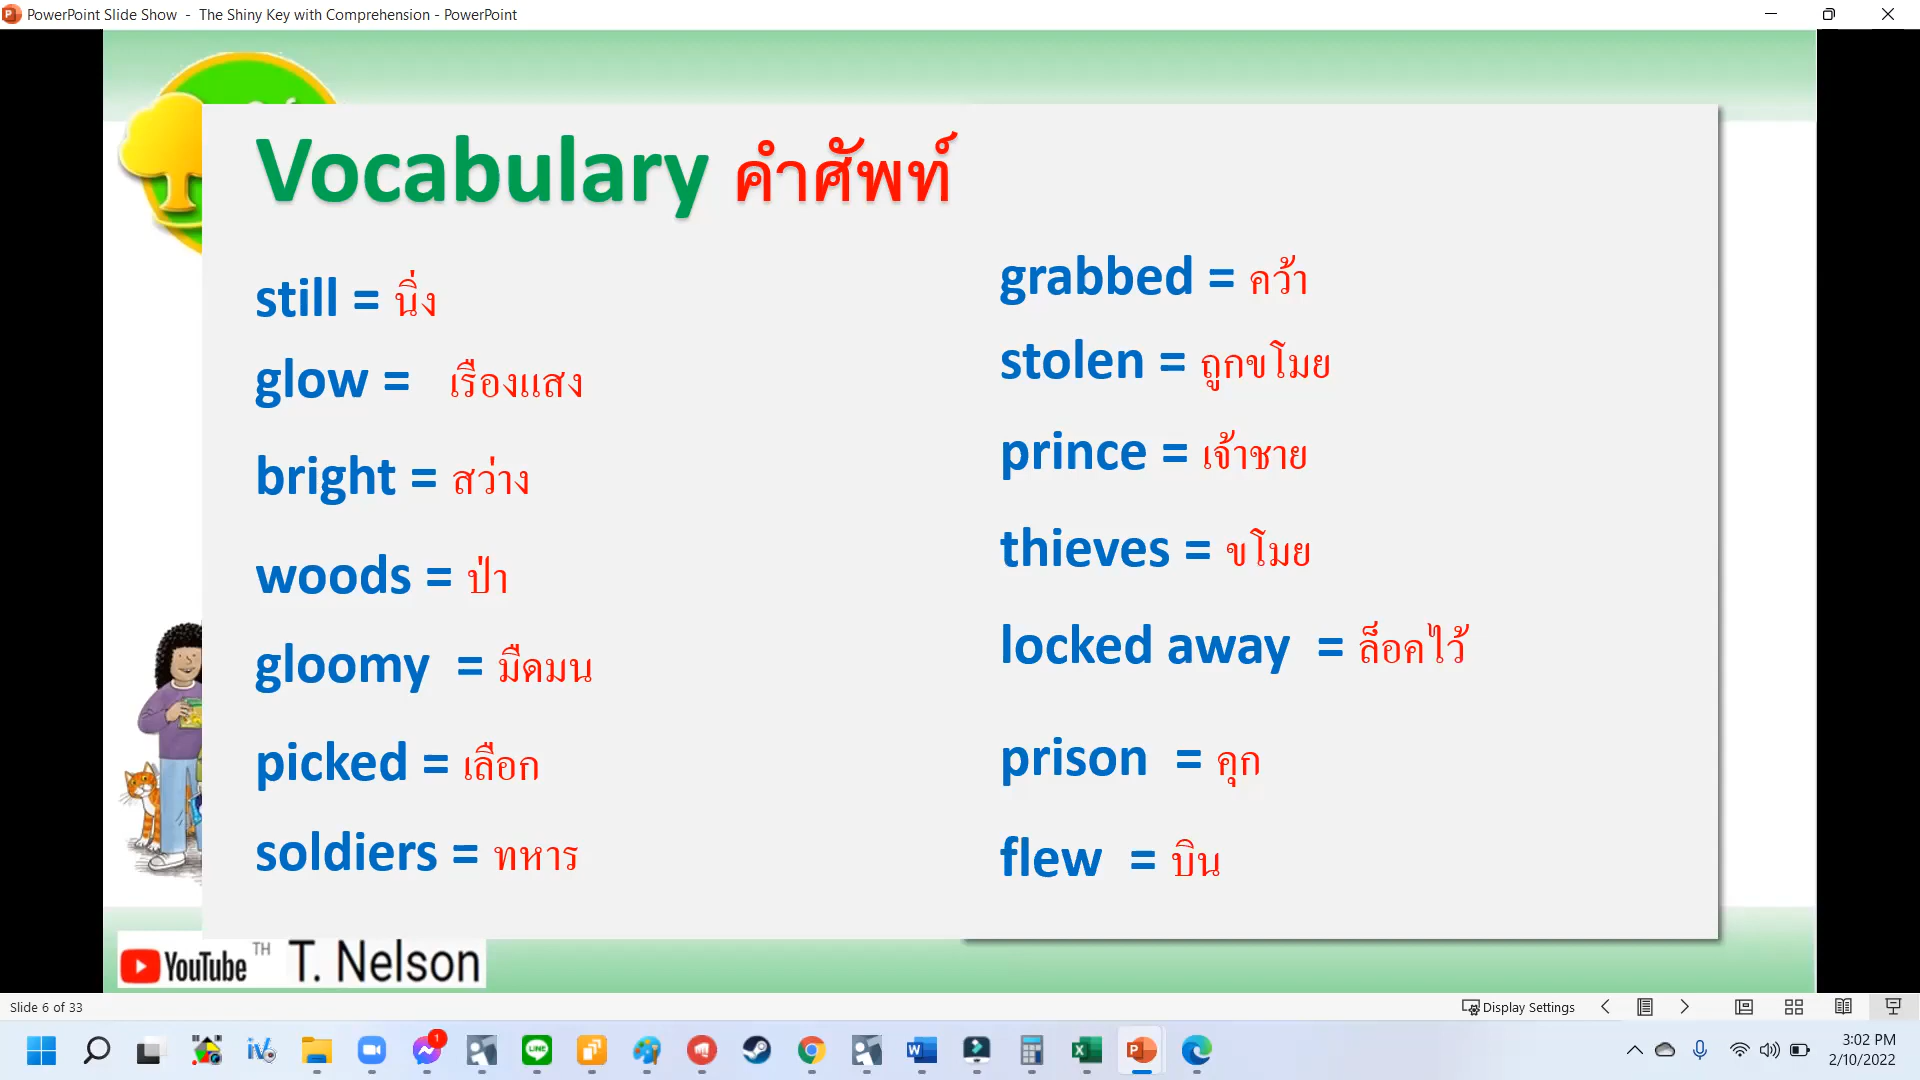 PowerPoint Slide Show - The Shiny Key with Comprehension - PowerPoint
Vocabulary คำศัพท์
still = นิ่ง
glow = เรืองแสง
bright = สว่าง
woods = ป่า
gloomy = มืดมน
picked = เลือก
soldiers = ทหาร
grabbed = คว้า
stolen = ถูกขโมย
prince = เจ้าชาย
thieves = ขโมย
locked away = ล็อคไว้
prison = คุก
flew = บิน
YouTube TH T. Nelson
Slide 6 of 33
Display Settings
1
LINE
3:02 PM
2/10/2022